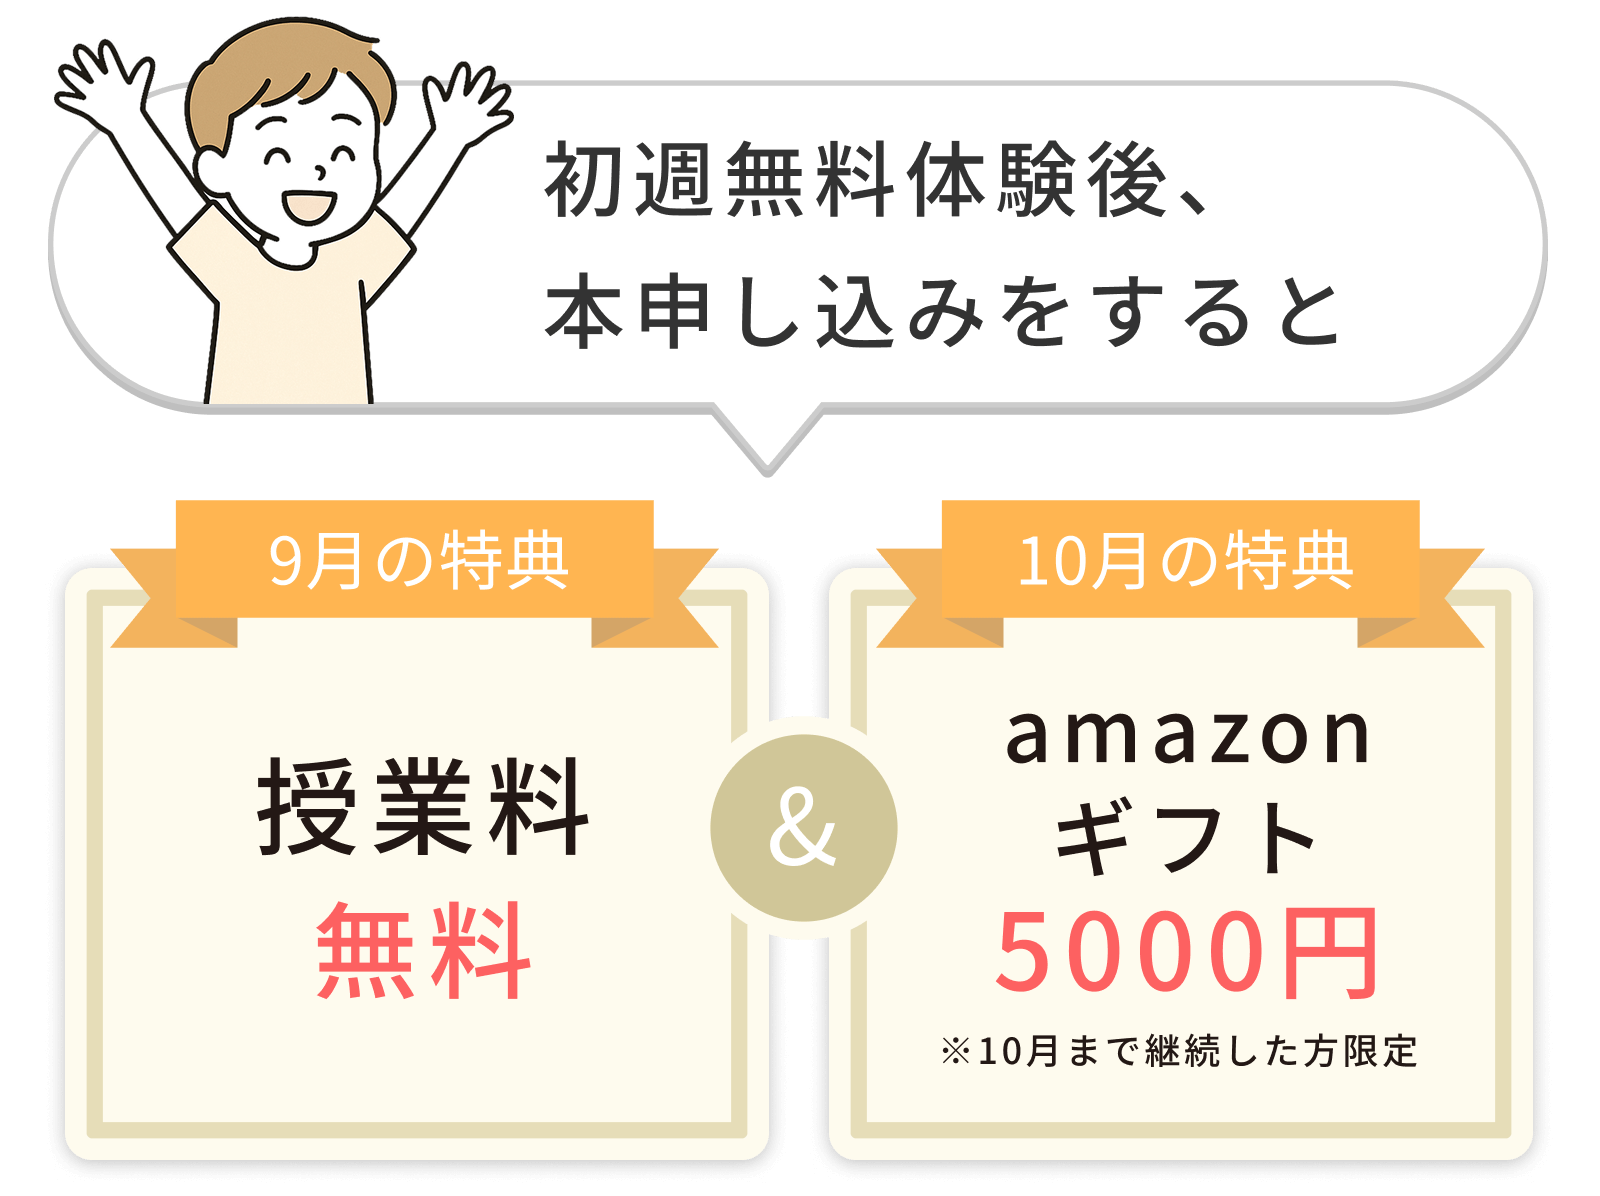 初週無料体験後、
本申し込みをすると
9月の特典
授業料
無料
&
10月の特典
amazon
ギフト
5000円
※10月まで継続した方限定